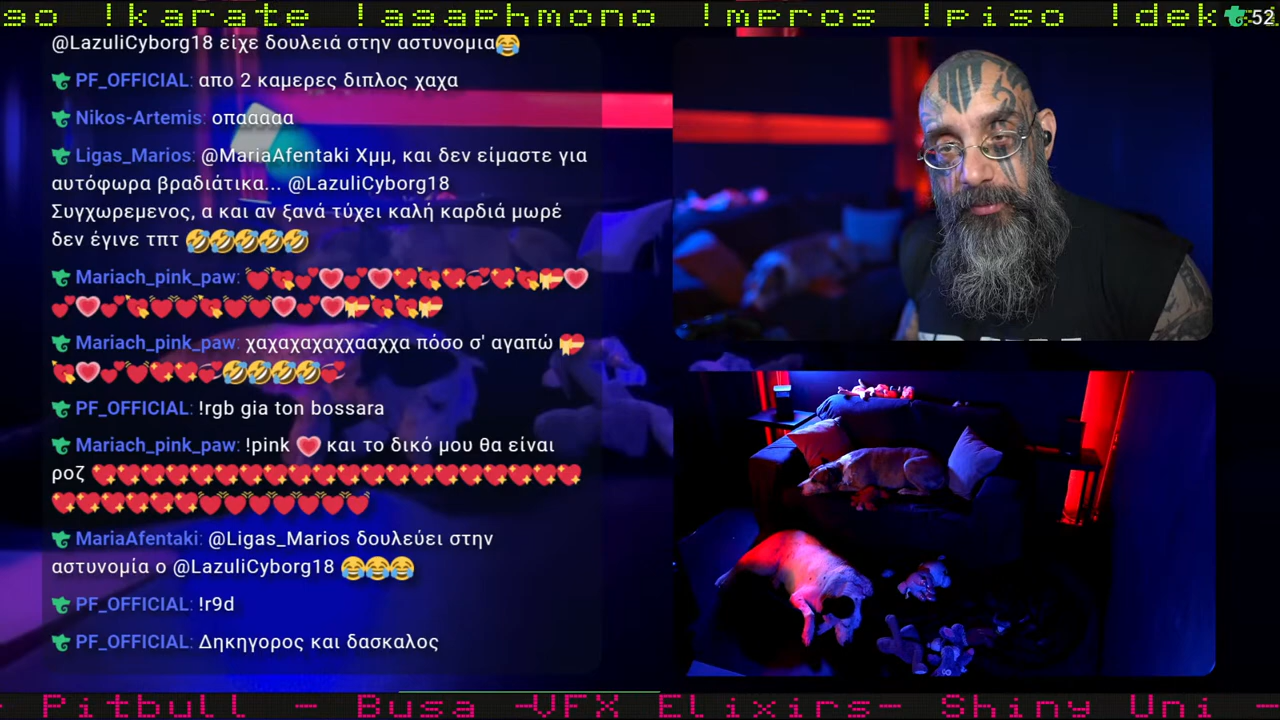 so !karate !asaphmono !mpros !piso !dek
52
@LazuliCyborg18 είχε δουλειά στην αστυνομια😂
PF_OFFICIAL: απο 2 καμερες διπλος χαχα
Nikos-Artemis: οπααααα
Ligas_Marios: @MariaAfentaki Χμμ, και δεν είμαστε για
αυτόφωρα βραδιάτικα... @LazuliCyborg18
Συγχωρεμενος, α και αν ξανά τύχει καλή καρδιά μωρέ
δεν έγινε τπτ 🤣🤣🤣🤣🤣
Mariach_pink_paw: 💓💘💕💗💕💗💖💘💖💞💖💘💝💗
💕💗💕💘💓💓💘💓💓💗💕💗💝💘💘💝
Mariach_pink_paw: χαχαχαχαχχααχχα πόσο σ' αγαπώ 💝
💘💗💕💓💖💖💞🤣🤣🤣🤣💞
PF_OFFICIAL: !rgb gia ton bossara
Mariach_pink_paw: !pink 💗 και το δικό μου θα είναι
ροζ 💖💖💖💖💖💖💖💖💖💖💖💖💖💖💖💖💖💖💖💖
💖💖💖💖💖💖💓💓💓💓💓💓💓
MariaAfentaki: @Ligas_Marios δουλεύει στην
αστυνομία ο @LazuliCyborg18 😂😂😂
PF_OFFICIAL: !r9d
PF_OFFICIAL: Δηκηγορος και δασκαλος
- Pitbull - Busa -VFX Elixirs- Shiny Uni -